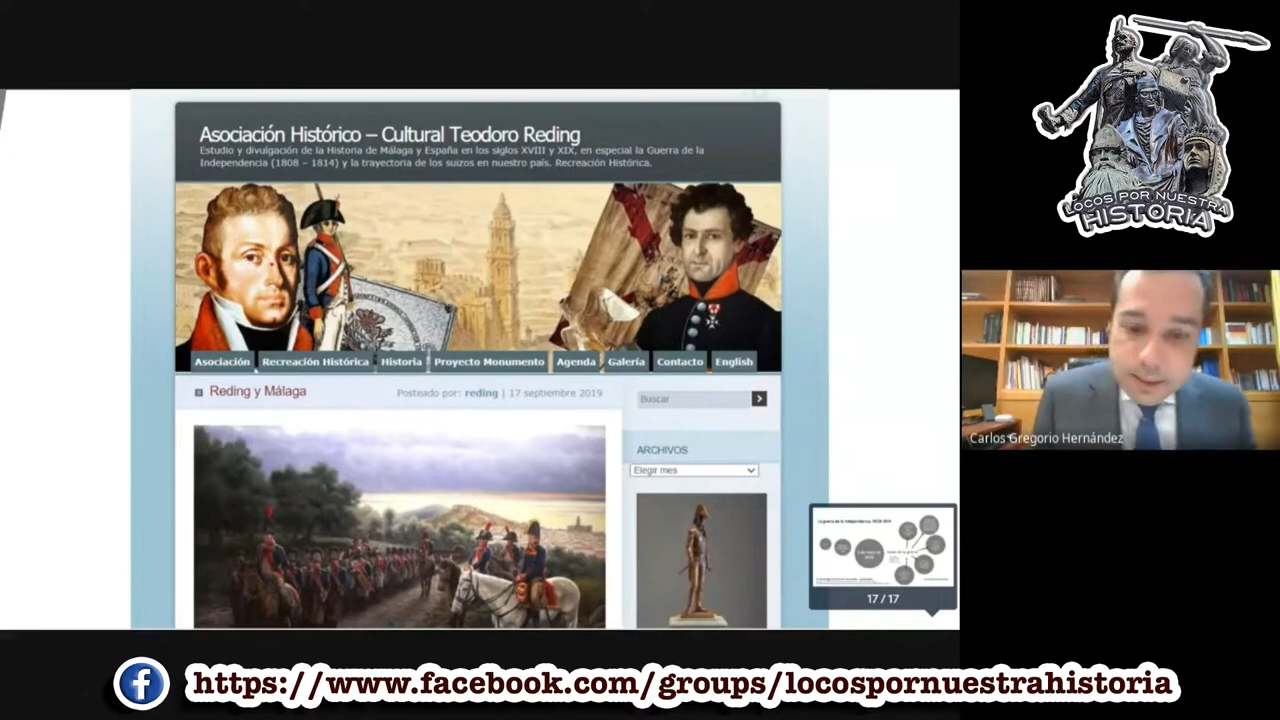 Asociación Histórico – Cultural Teodoro Reding
Estudio y divulgación de la Historia de Málaga y España en los siglos XVIII y XIX, en especial la Guerra de la
Independencia (1808 – 1814) y la trayectoria de los suizos en nuestro país. Recreación Histórica.
Asociación Recreación Histórica Historia Proyecto Monumento Agenda Galería Contacto English
Reding y Málaga
Posteado por: reding | 17 septiembre 2019
Buscar
ARCHIVOS
Elegir mes
17 / 17
LOCOS POR NUESTRA
HISTORIA
Carlos Gregorio Hernández
https://www.facebook.com/groups/locospornuestrahistoria